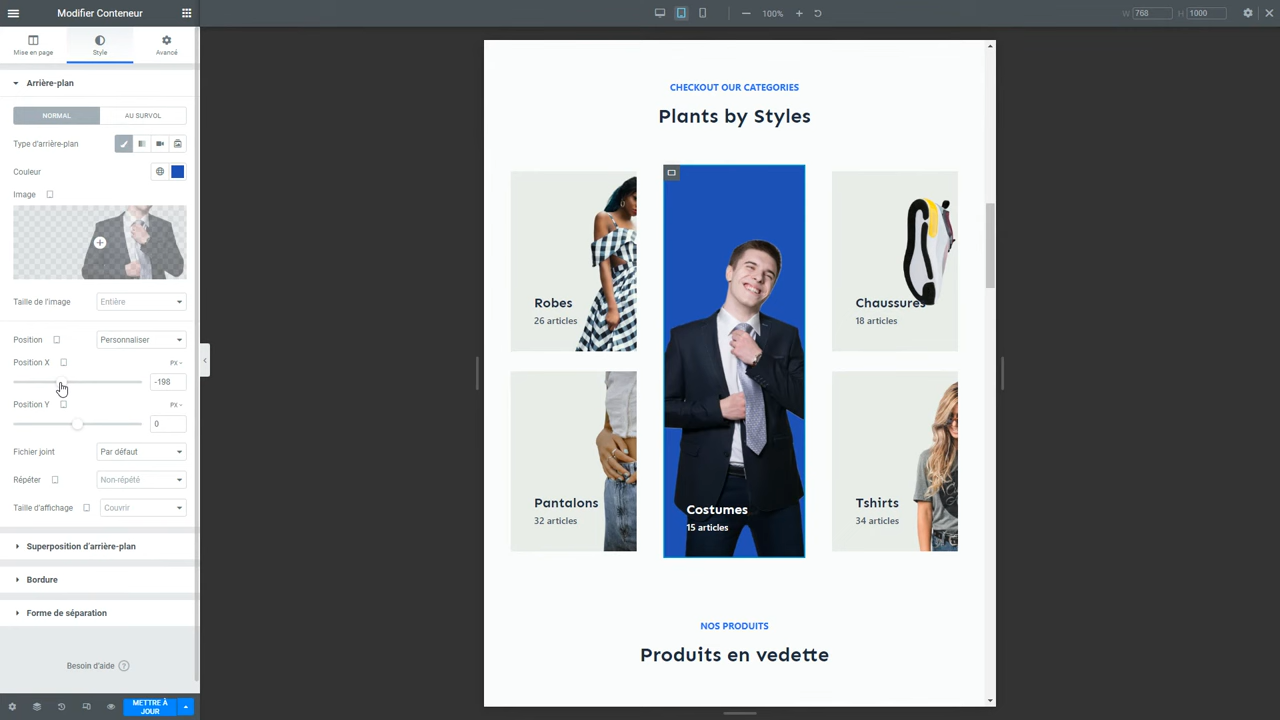 Modifier Conteneur
100%
W 768 H 1000
Mise en page Style Avancé
Arrière-plan
NORMAL AU SURVOL
Type d'arrière-plan
Couleur
Image
Taille de l'image Entière
Position Personnaliser
Position X PX
-198
Position Y PX
0
Fichier joint Par défaut
Répéter Non-répété
Taille d'affichage Couvrir
Superposition d'arrière-plan
Bordure
Forme de séparation
Besoin d'aide ?
METTRE À
JOUR
CHECKOUT OUR CATEGORIES
Plants by Styles
Robes
26 articles
Pantalons
32 articles
Costumes
15 articles
Chaussures
18 articles
Tshirts
34 articles
NOS PRODUITS
Produits en vedette